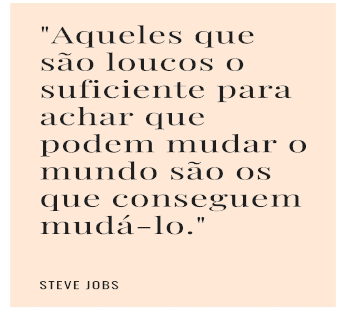 "Aqueles que
são loucos o
suficiente para
achar que
podem mudar o
mundo são os
que conseguem
mudá-lo."
STEVE JOBS